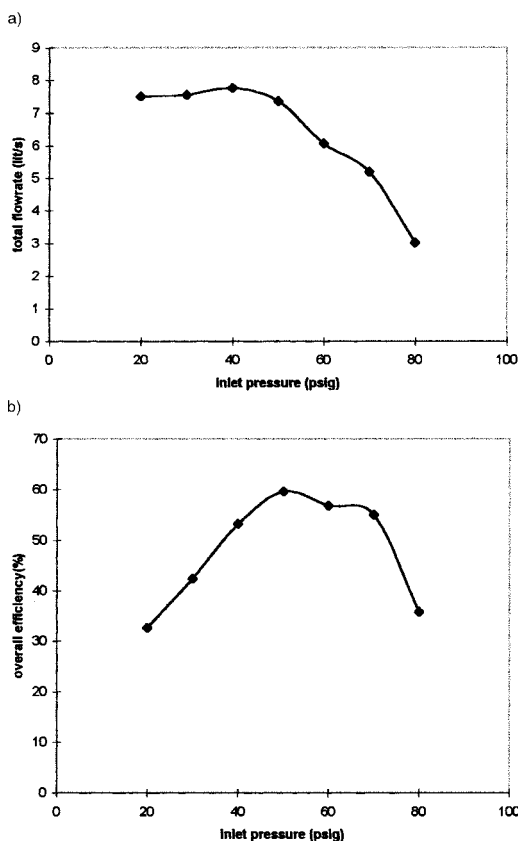 a)
9
8
7
6
5
4
3
2
1
0
total flowrate (lit/s)
0 20 40 60 80 100
inlet pressure (psig)
b)
70
60
50
40
30
20
10
0
overall efficiency(%)
0 20 40 60 80 100
inlet pressure (psig)